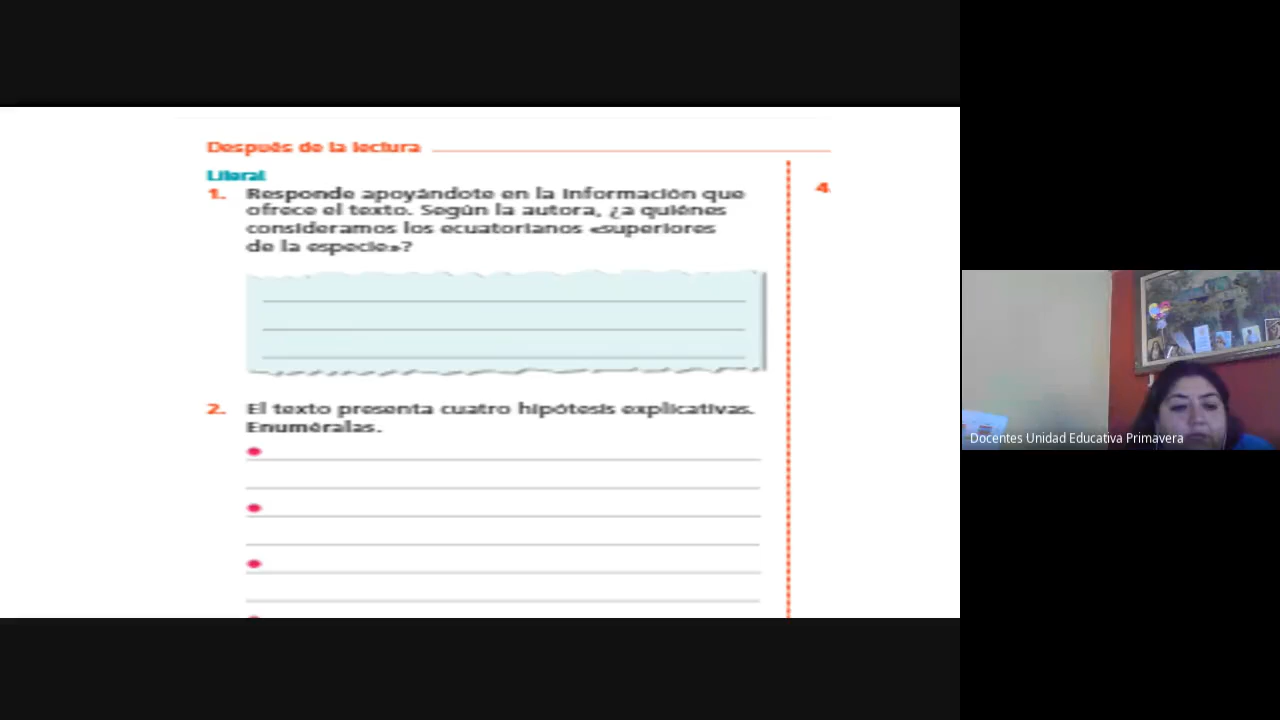 Después de la lectura
Literal
1. Responde apoyándote en la información que
ofrece el texto. Según la autora, ¿a quiénes
consideramos los ecuatorianos «superiores
de la especie»?
2. El texto presenta cuatro hipótesis explicativas.
Enuméralas.
4
Docentes Unidad Educativa Primavera